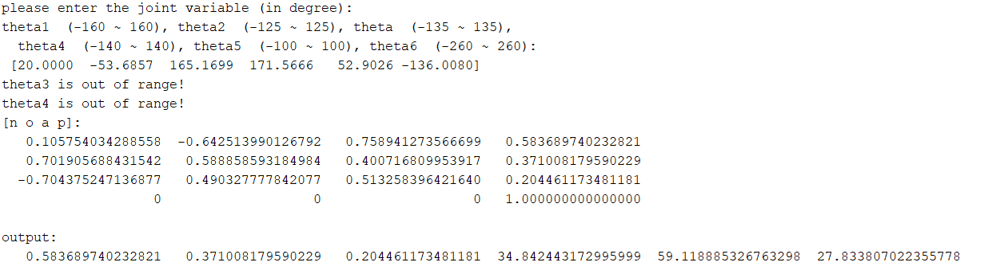 please enter the joint variable (in degree):
theta1  (-160 ~ 160), theta2  (-125 ~ 125), theta  (-135 ~ 135),
  theta4  (-140 ~ 140), theta5  (-100 ~ 100), theta6  (-260 ~ 260):
 [20.0000  -53.6857  165.1699  171.5666   52.9026 -136.0080]
theta3 is out of range!
theta4 is out of range!
[n o a p]:
   0.105754034288558  -0.642513990126792   0.758941273566699   0.583689740232821
   0.701905688431542   0.588858593184984   0.400716809953917   0.371008179590229
  -0.704375247136877   0.490327777842077   0.513258396421640   0.204461173481181
                   0                   0                   0   1.000000000000000
output:
   0.583689740232821   0.371008179590229   0.204461173481181  34.842443172995999  59.118885326763298  27.833807022355778